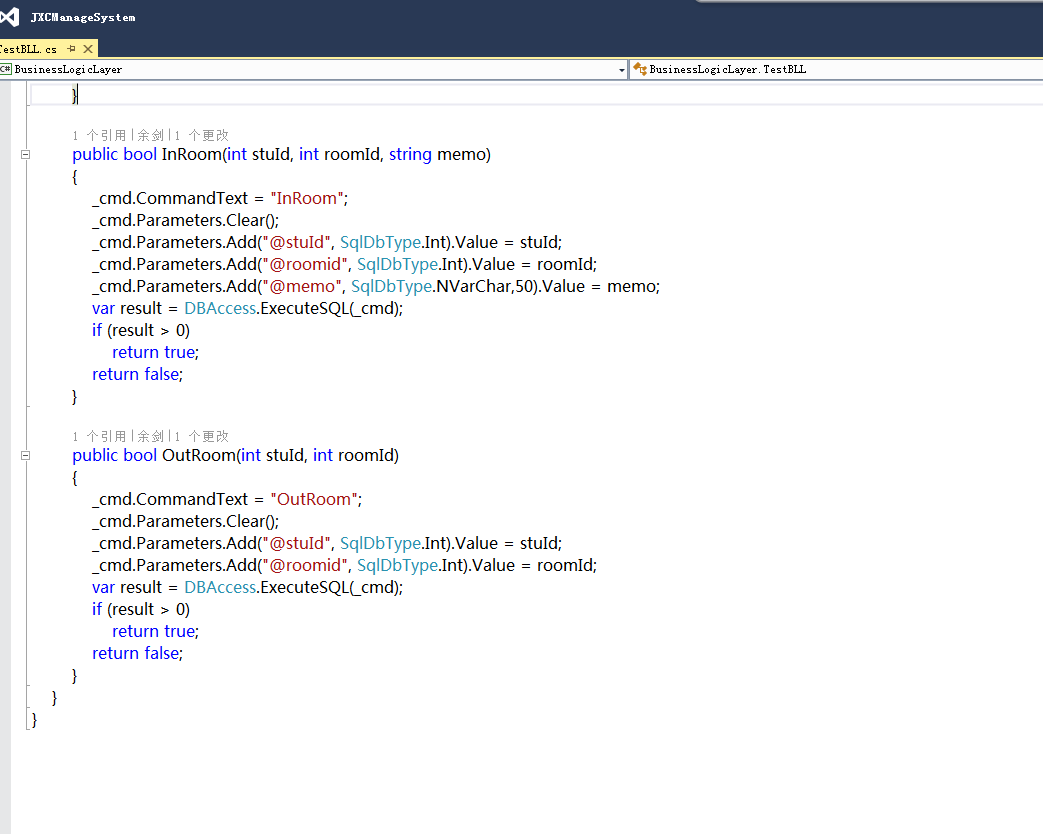 JXCManageSystem
TestBLL.cs
C# BusinessLogicLayer
BusinessLogicLayer.TestBLL
}
1 个引用|余剑|1 个更改
public bool InRoom(int stuId, int roomId, string memo)
{
_cmd.CommandText = "InRoom";
_cmd.Parameters.Clear();
_cmd.Parameters.Add("@stuId", SqlDbType.Int).Value = stuId;
_cmd.Parameters.Add("@roomid", SqlDbType.Int).Value = roomId;
_cmd.Parameters.Add("@memo", SqlDbType.NVarChar,50).Value = memo;
var result = DBAccess.ExecuteSQL(_cmd);
if (result > 0)
return true;
return false;
}
1 个引用|余剑|1 个更改
public bool OutRoom(int stuId, int roomId)
{
_cmd.CommandText = "OutRoom";
_cmd.Parameters.Clear();
_cmd.Parameters.Add("@stuId", SqlDbType.Int).Value = stuId;
_cmd.Parameters.Add("@roomid", SqlDbType.Int).Value = roomId;
var result = DBAccess.ExecuteSQL(_cmd);
if (result > 0)
return true;
return false;
}
}
}